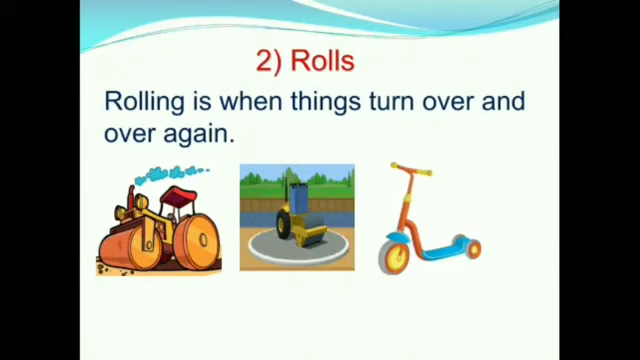 2) Rolls
Rolling is when things turn over and
over again.